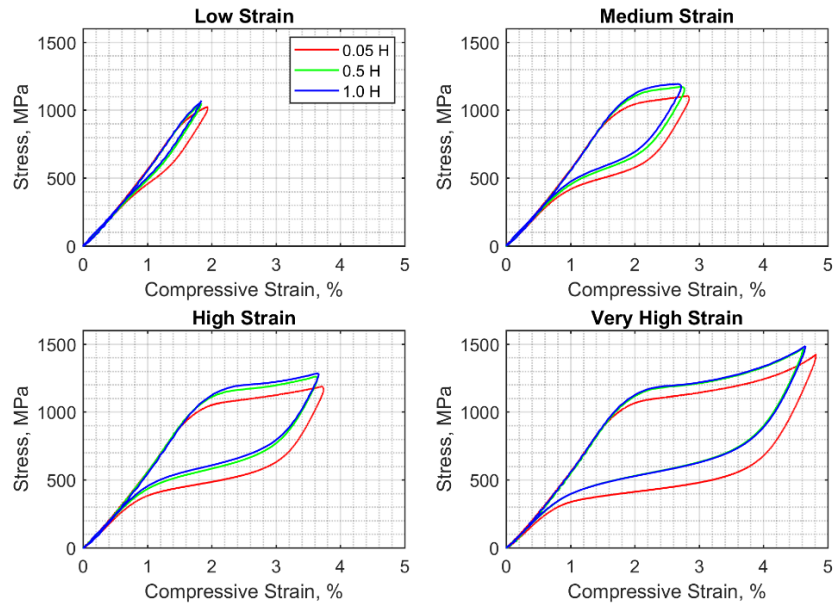 Low Strain
1500
1000
500
0
Stress, MPa
0.05 H
0.5 H
1.0 H
0 1 2 3 4 5
Compressive Strain, %
Medium Strain
1500
1000
500
0
Stress, MPa
0 1 2 3 4 5
Compressive Strain, %
High Strain
1500
1000
500
0
Stress, MPa
0 1 2 3 4 5
Compressive Strain, %
Very High Strain
1500
1000
500
0
Stress, MPa
0 1 2 3 4 5
Compressive Strain, %